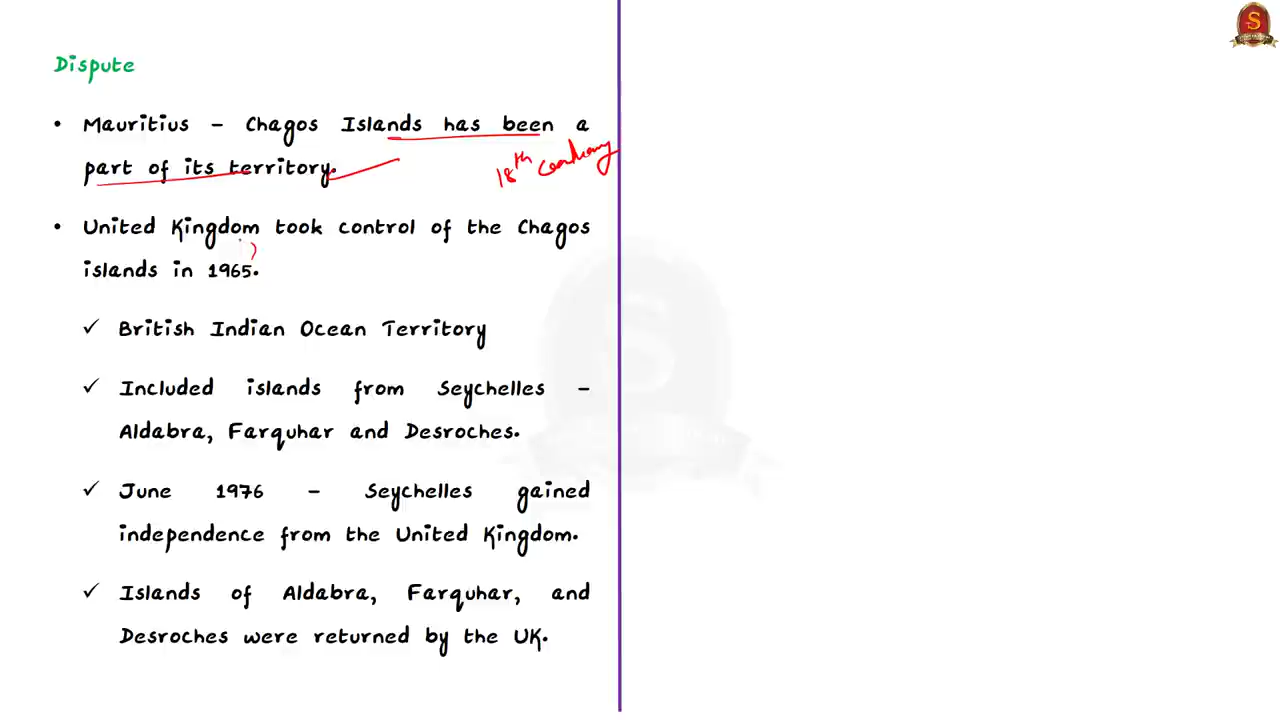 Dispute
• Mauritius – Chagos Islands has been a
part of its territory.
18th century
• United Kingdom took control of the Chagos
islands in 1965.
✓ British Indian Ocean Territory
✓ Included islands from Seychelles –
Aldabra, Farquhar and Desroches.
✓ June 1976 – Seychelles gained
independence from the United Kingdom.
✓ Islands of Aldabra, Farquhar, and
Desroches were returned by the UK.
S